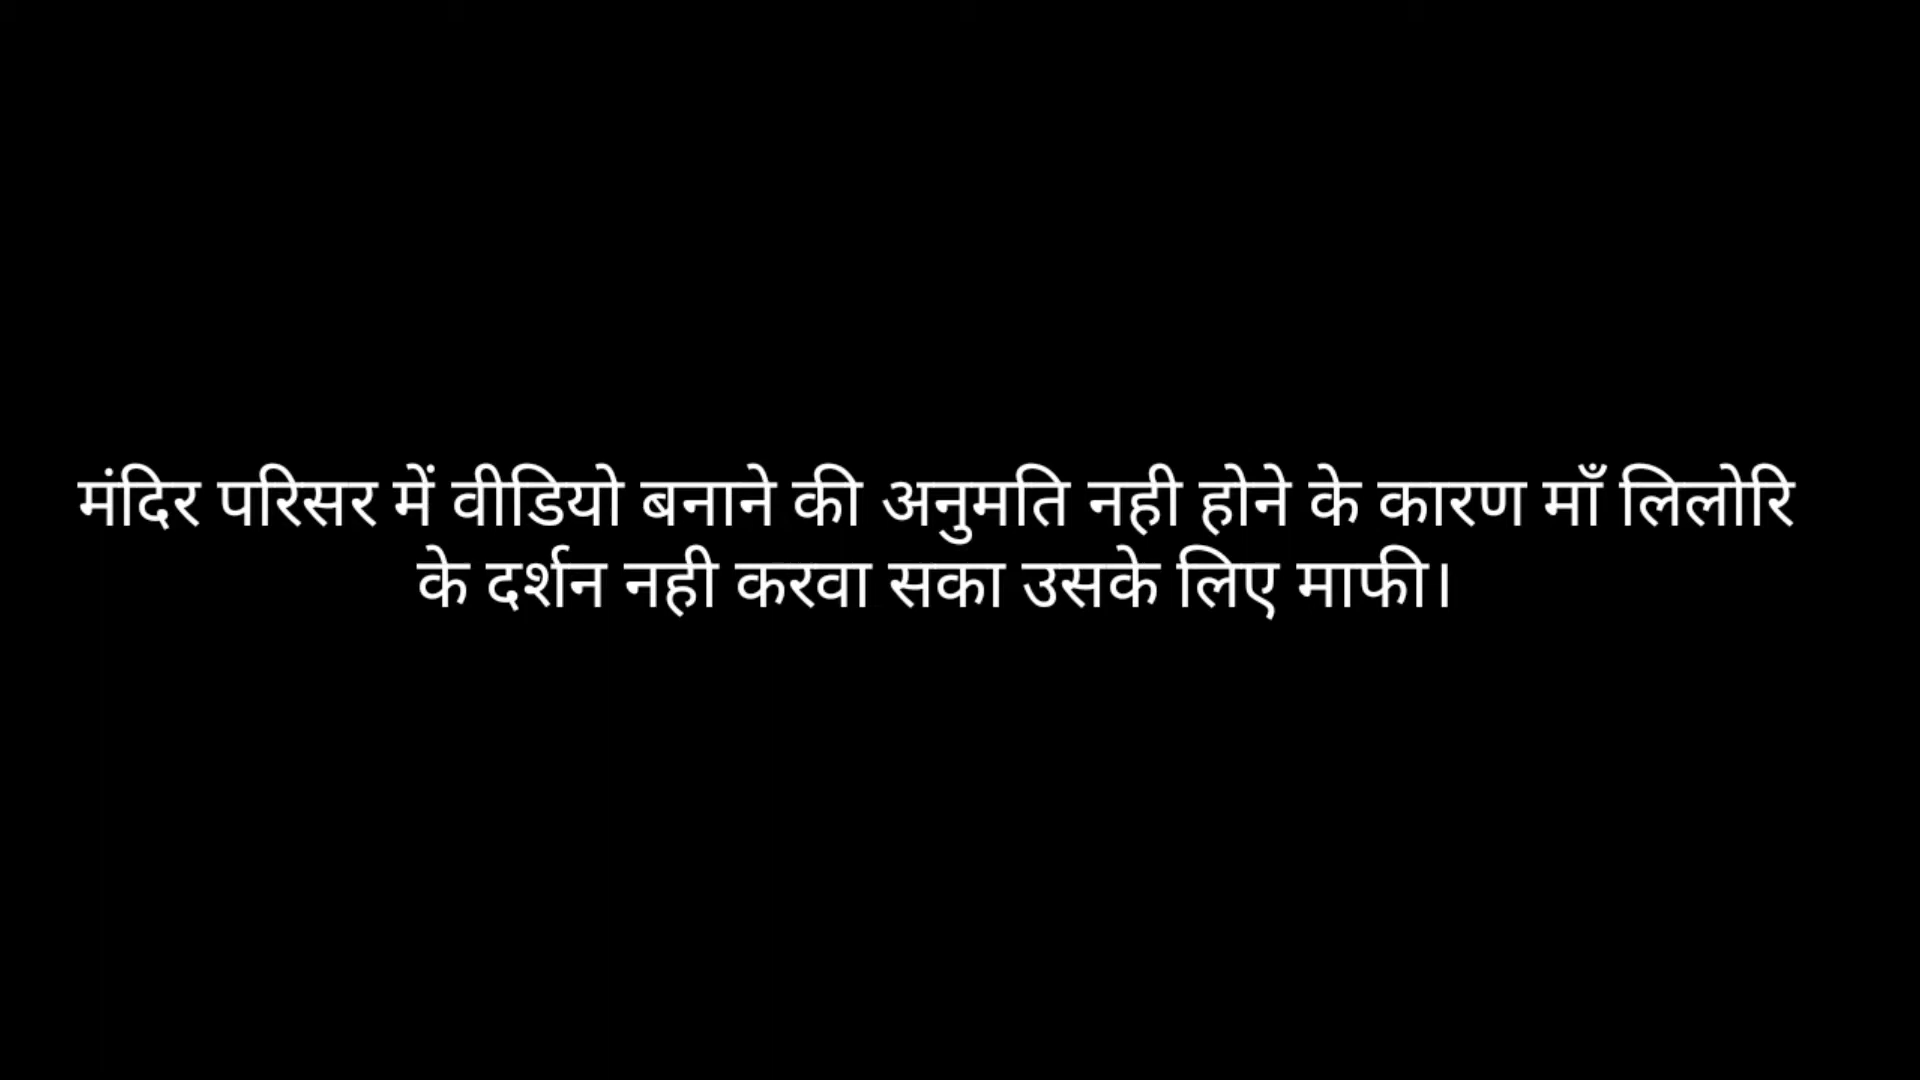 मंदिर परिसर में वीडियो बनाने की अनुमति नही होने के कारण माँ लिलोरि
के दर्शन नही करवा सका उसके लिए माफी।